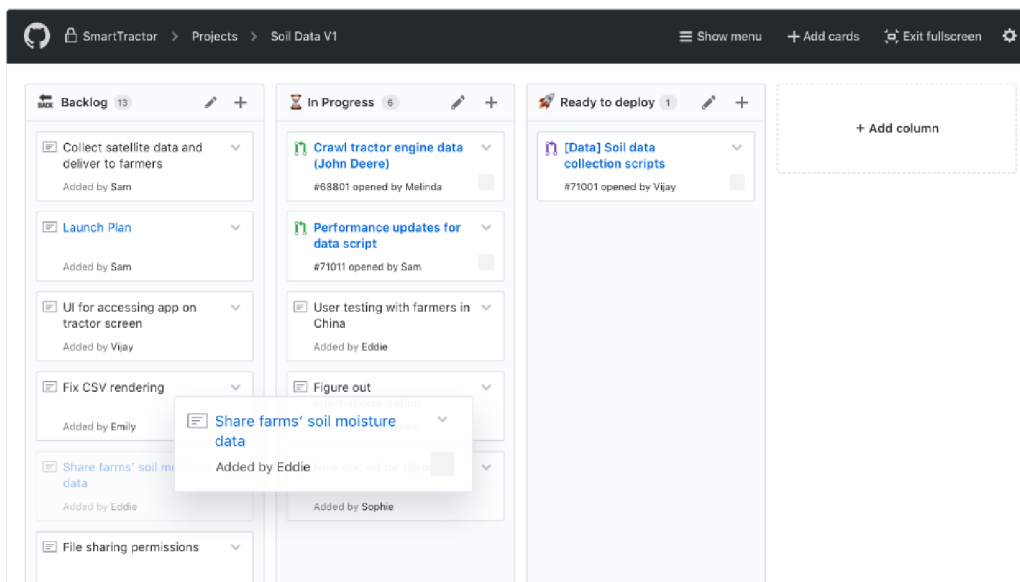 SmartTractor > Projects > Soil Data V1
Show menu
Add cards
Exit fullscreen
Backlog 13
Collect satellite data and
deliver to farmers
Added by Sam
Launch Plan
Added by Sam
UI for accessing app on
tractor screen
Added by Vijay
Fix CSV rendering
Added by Emily
Share farms' soil
data
Added by Eddie
File sharing permissions
In Progress 6
Crawl tractor engine data
(John Deere)
#68801 opened by Melinda
Performance updates for
data script
#71011 opened by Sam
User testing with farmers in
China
Added by Eddie
Figure out
Share farms' soil moisture
data
Added by Eddie
Added by Sophie
Ready to deploy 1
[Data] Soil data
collection scripts
#71001 opened by Vijay
+ Add column